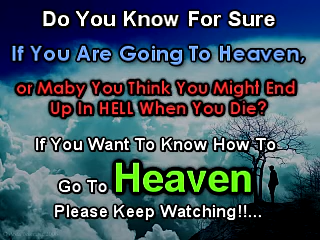 Do You Know For Sure
If You Are Going To Heaven,
or Maby You Think You Might End
Up In HELL When You Die?
If You Want To Know How To
Go To Heaven
Please Keep Watching!!...